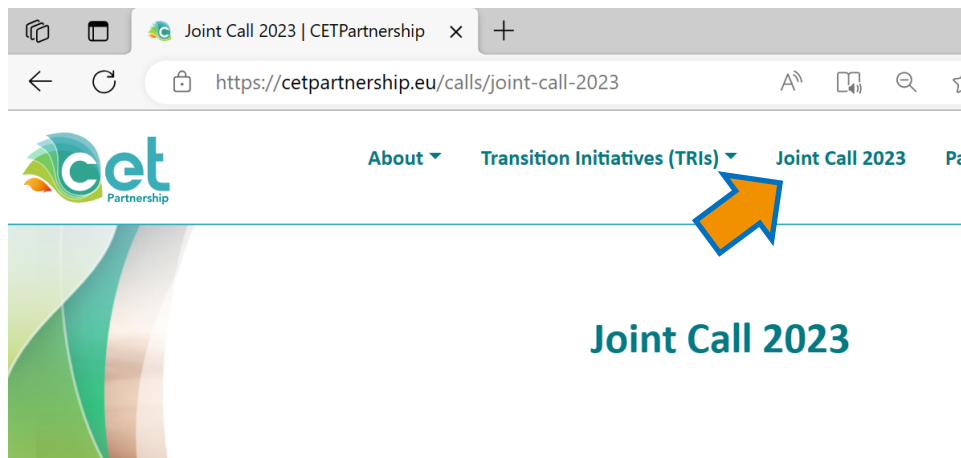 Joint Call 2023 | CETPartnership
https://cetpartnership.eu/calls/joint-call-2023
cet
Partnership
About
Transition Initiatives (TRIs)
Joint Call 2023
Pa
Joint Call 2023